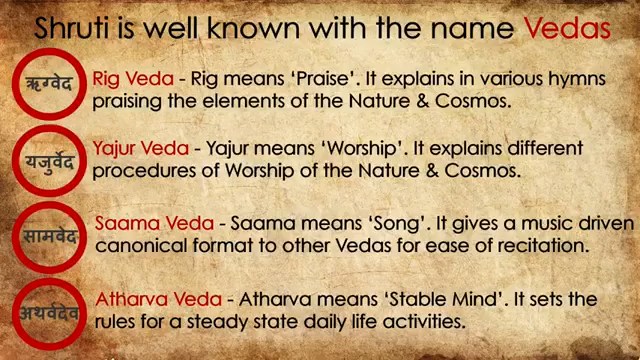 Shruti is well known with the name Vedas
ऋग्वेद
Rig Veda - Rig means ‘Praise’. It explains in various hymns
praising the elements of the Nature & Cosmos.
यजुर्वेद
Yajur Veda - Yajur means ‘Worship’. It explains different
procedures of Worship of the Nature & Cosmos.
सामबेद
Saama Veda - Saama means ‘Song’. It gives a music driven
canonical format to other Vedas for ease of recitation.
अथर्वदेव
Atharva Veda - Atharva means ‘Stable Mind’. It sets the
rules for a steady state daily life activities.